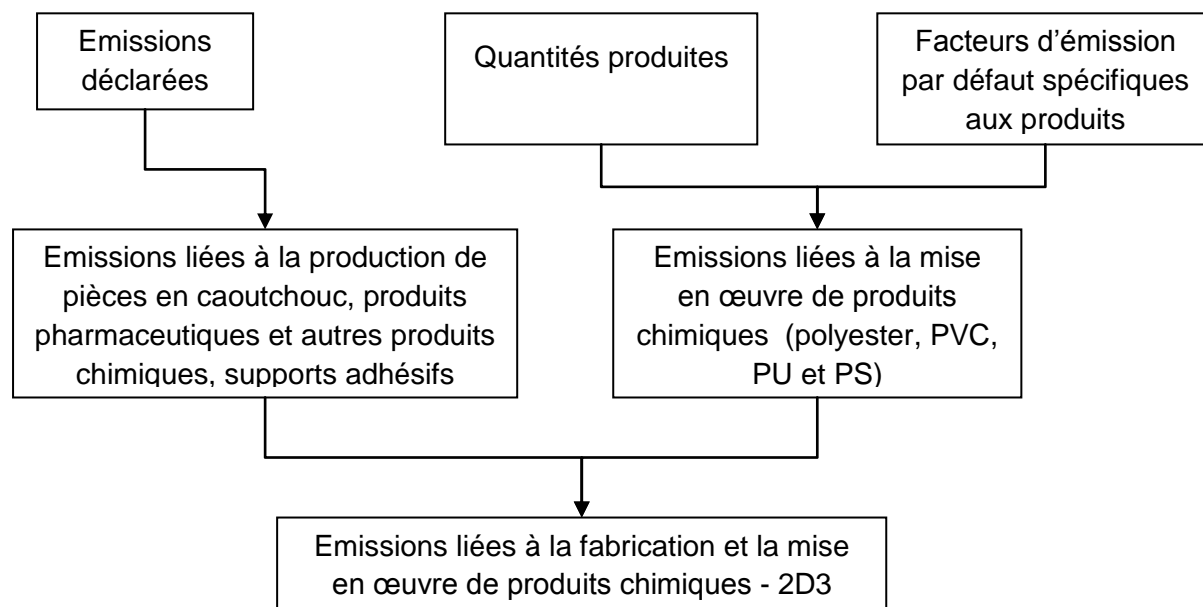 Emissions
déclarées
Quantités produites
Facteurs d'émission
par défaut spécifiques
aux produits
Emissions liées à la production de
pièces en caoutchouc, produits
pharmaceutiques et autres produits
chimiques, supports adhésifs
Emissions liées à la mise
en œuvre de produits
chimiques (polyester, PVC,
PU et PS)
Emissions liées à la fabrication et la mise
en œuvre de produits chimiques - 2D3